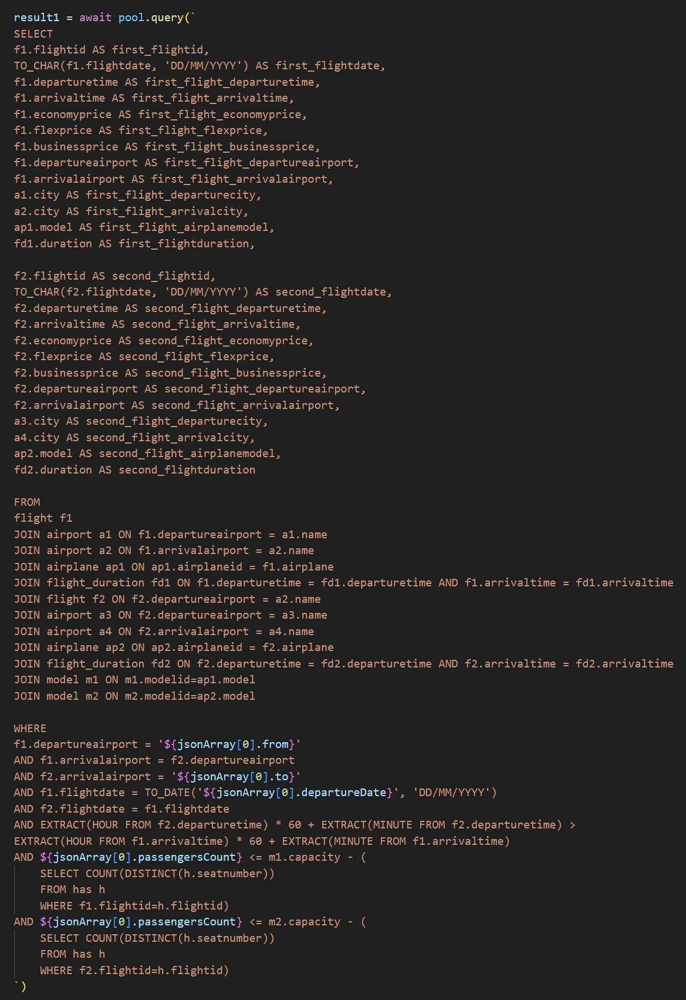 result1 = await pool.query(`
SELECT
f1.flightid AS first_flightid,
TO_CHAR(f1.flightdate, 'DD/MM/YYYY') AS first_flightdate,
f1.departuretime AS first_flight_departuretime,
f1.arrivaltime AS first_flight_arrivaltime,
f1.economyprice AS first_flight_economyprice,
f1.flexprice AS first_flight_flexprice,
f1.businessprice AS first_flight_businessprice,
f1.departureairport AS first_flight_departureairport,
f1.arrivalairport AS first_flight_arrivalairport,
a1.city AS first_flight_departurecity,
a2.city AS first_flight_arrivalcity,
ap1.model AS first_flight_airplanemodel,
fd1.duration AS first_flightduration,

f2.flightid AS second_flightid,
TO_CHAR(f2.flightdate, 'DD/MM/YYYY') AS second_flightdate,
f2.departuretime AS second_flight_departuretime,
f2.arrivaltime AS second_flight_arrivaltime,
f2.economyprice AS second_flight_economyprice,
f2.flexprice AS second_flight_flexprice,
f2.businessprice AS second_flight_businessprice,
f2.departureairport AS second_flight_departureairport,
f2.arrivalairport AS second_flight_arrivalairport,
a3.city AS second_flight_departurecity,
a4.city AS second_flight_arrivalcity,
ap2.model AS second_flight_airplanemodel,
fd2.duration AS second_flightduration

FROM
flight f1
JOIN airport a1 ON f1.departureairport = a1.name
JOIN airport a2 ON f1.arrivalairport = a2.name
JOIN airplane ap1 ON ap1.airplaneid = f1.airplane
JOIN flight_duration fd1 ON f1.departuretime = fd1.departuretime AND f1.arrivaltime = fd1.arrivaltime
JOIN flight f2 ON f2.departureairport = a2.name
JOIN airport a3 ON f2.departureairport = a3.name
JOIN airport a4 ON f2.arrivalairport = a4.name
JOIN airplane ap2 ON ap2.airplaneid = f2.airplane
JOIN flight_duration fd2 ON f2.departuretime = fd2.departuretime AND f2.arrivaltime = fd2.arrivaltime
JOIN model m1 ON m1.modelid=ap1.model
JOIN model m2 ON m2.modelid=ap2.model

WHERE
f1.departureairport = '${jsonArray[0].from}'
AND f1.arrivalairport = f2.departureairport
AND f2.arrivalairport = '${jsonArray[0].to}'
AND f1.flightdate = TO_DATE('${jsonArray[0].departureDate}', 'DD/MM/YYYY')
AND f2.flightdate = f1.flightdate
AND EXTRACT(HOUR FROM f2.departuretime) * 60 + EXTRACT(MINUTE FROM f2.departuretime) >
EXTRACT(HOUR FROM f1.arrivaltime) * 60 + EXTRACT(MINUTE FROM f1.arrivaltime)
AND ${jsonArray[0].passengersCount} <= m1.capacity - (
    SELECT COUNT(DISTINCT(h.seatnumber))
    FROM has h
    WHERE f1.flightid=h.flightid)
AND ${jsonArray[0].passengersCount} <= m2.capacity - (
    SELECT COUNT(DISTINCT(h.seatnumber))
    FROM has h
    WHERE f2.flightid=h.flightid)
`)